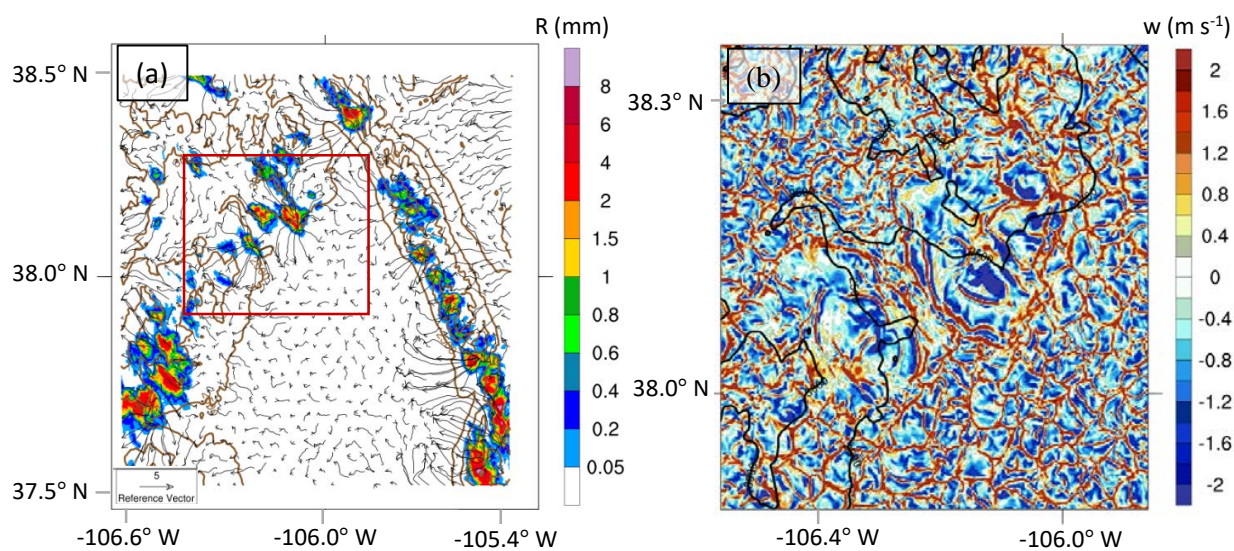 R (mm)
w (m s⁻¹)
(a)
(b)
38.5° N
38.0° N
37.5° N
-106.6° W
-106.0° W
-105.4° W
5
Reference Vector
8
6
4
2
1.5
1
0.8
0.6
0.4
0.2
0.05
38.3° N
38.0° N
-106.4° W
-106.0° W
2
1.6
1.2
0.8
0.4
0
-0.4
-0.8
-1.2
-1.6
-2